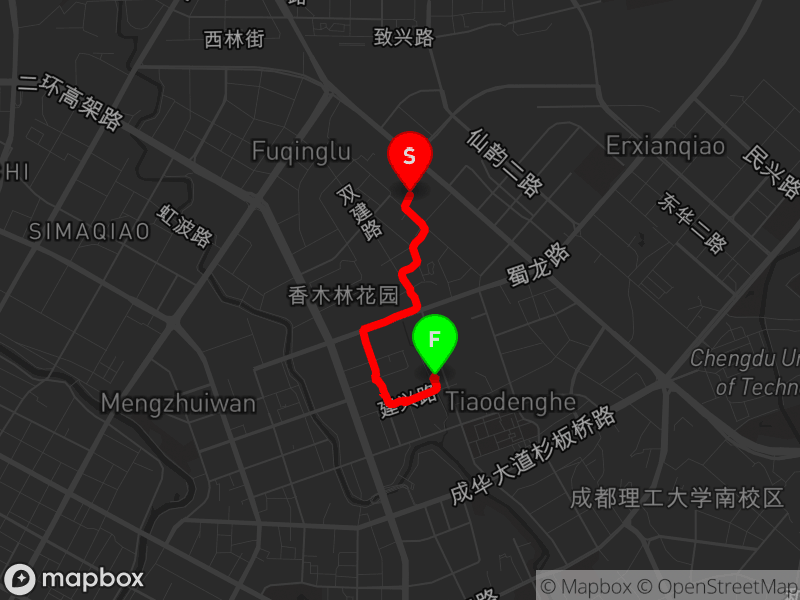 西林街
致兴路
二环高架路
Fuqinglu
S
仙韵二路
Erxianqiao
民兴路
双建路
SIMAQIAO
虹波路
东华二路
蜀龙路
香木林花园
F
Chengdu Un
of Techn
Mengzhuiwan
建兴路
Tiaodenghe
成华大道杉板桥路
成都理工大学南校区
mapbox
© Mapbox © OpenStreetMap